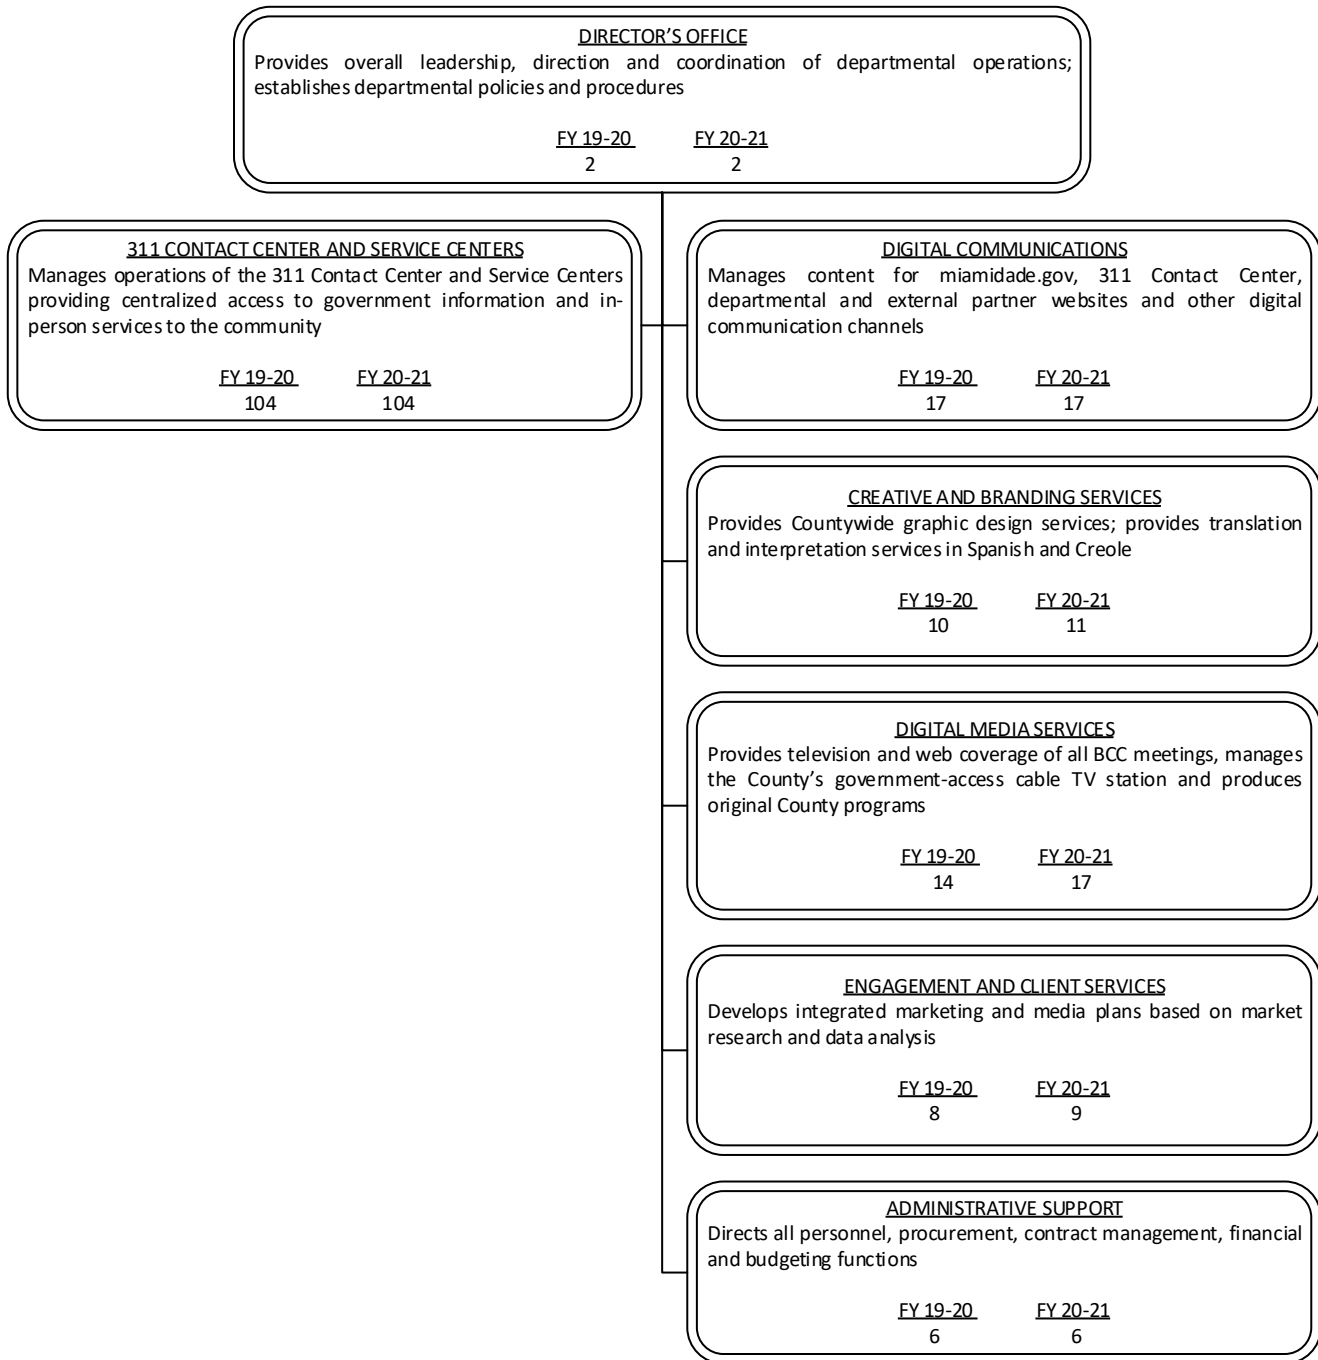 DIRECTOR'S OFFICE
Provides overall leadership, direction and coordination of departmental operations;
establishes departmental policies and procedures
FY 19-20 FY 20-21
2 2
311 CONTACT CENTER AND SERVICE CENTERS
Manages operations of the 311 Contact Center and Service Centers
providing centralized access to government information and in-
person services to the community
FY 19-20 FY 20-21
104 104
DIGITAL COMMUNICATIONS
Manages content for miamidade.gov, 311 Contact Center,
departmental and external partner websites and other digital
communication channels
FY 19-20 FY 20-21
17 17
CREATIVE AND BRANDING SERVICES
Provides Countywide graphic design services; provides translation
and interpretation services in Spanish and Creole
FY 19-20 FY 20-21
10 11
DIGITAL MEDIA SERVICES
Provides television and web coverage of all BCC meetings, manages
the County's government-access cable TV station and produces
original County programs
FY 19-20 FY 20-21
14 17
ENGAGEMENT AND CLIENT SERVICES
Develops integrated marketing and media plans based on market
research and data analysis
FY 19-20 FY 20-21
8 9
ADMINISTRATIVE SUPPORT
Directs all personnel, procurement, contract management, financial
and budgeting functions
FY 19-20 FY 20-21
6 6